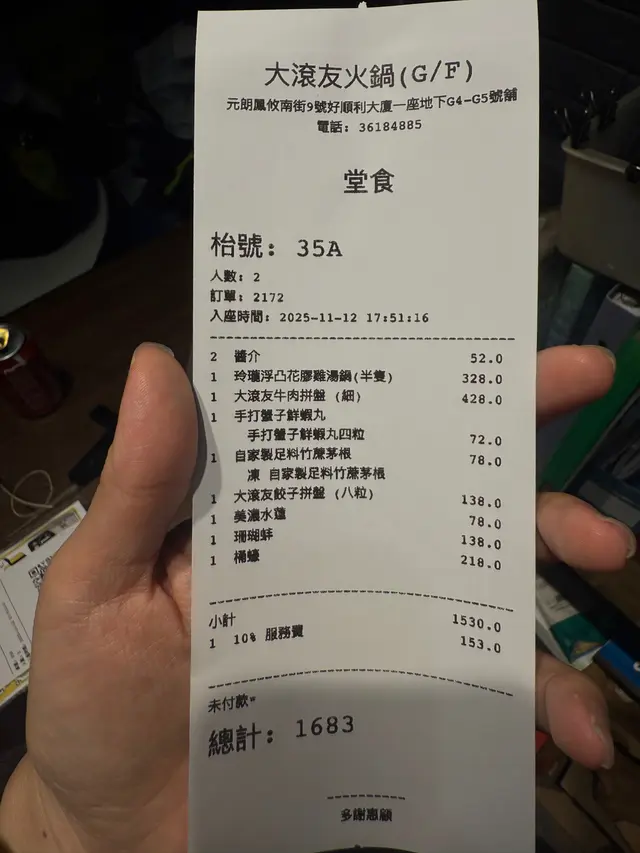 大滾友火鍋(G/F)
元朗鳳攸南街9號好順利大廈一座地下G4-G5號舖
電話: 36184885
堂食
枱號: 35A
人數: 2
訂單: 2172
入座時間: 2025-11-12 17:51:16
2 醬介 52.0
1 玲瓏浮凸花膠雞湯鍋(半隻) 328.0
1 大滾友牛肉拼盤 (細) 428.0
1 手打蟹子鮮蝦丸
手打蟹子鮮蝦丸四粒 72.0
1 自家製足料竹蔗茅根 78.0
凍 自家製足料竹蔗茅根
1 大滾友餃子拼盤 (八粒) 138.0
1 美濃水蓮 78.0
1 珊瑚蚌 138.0
1 桶蠔 218.0
小計 1530.0
1 10% 服務費 153.0
未付款*
總計: 1683
多謝惠顧